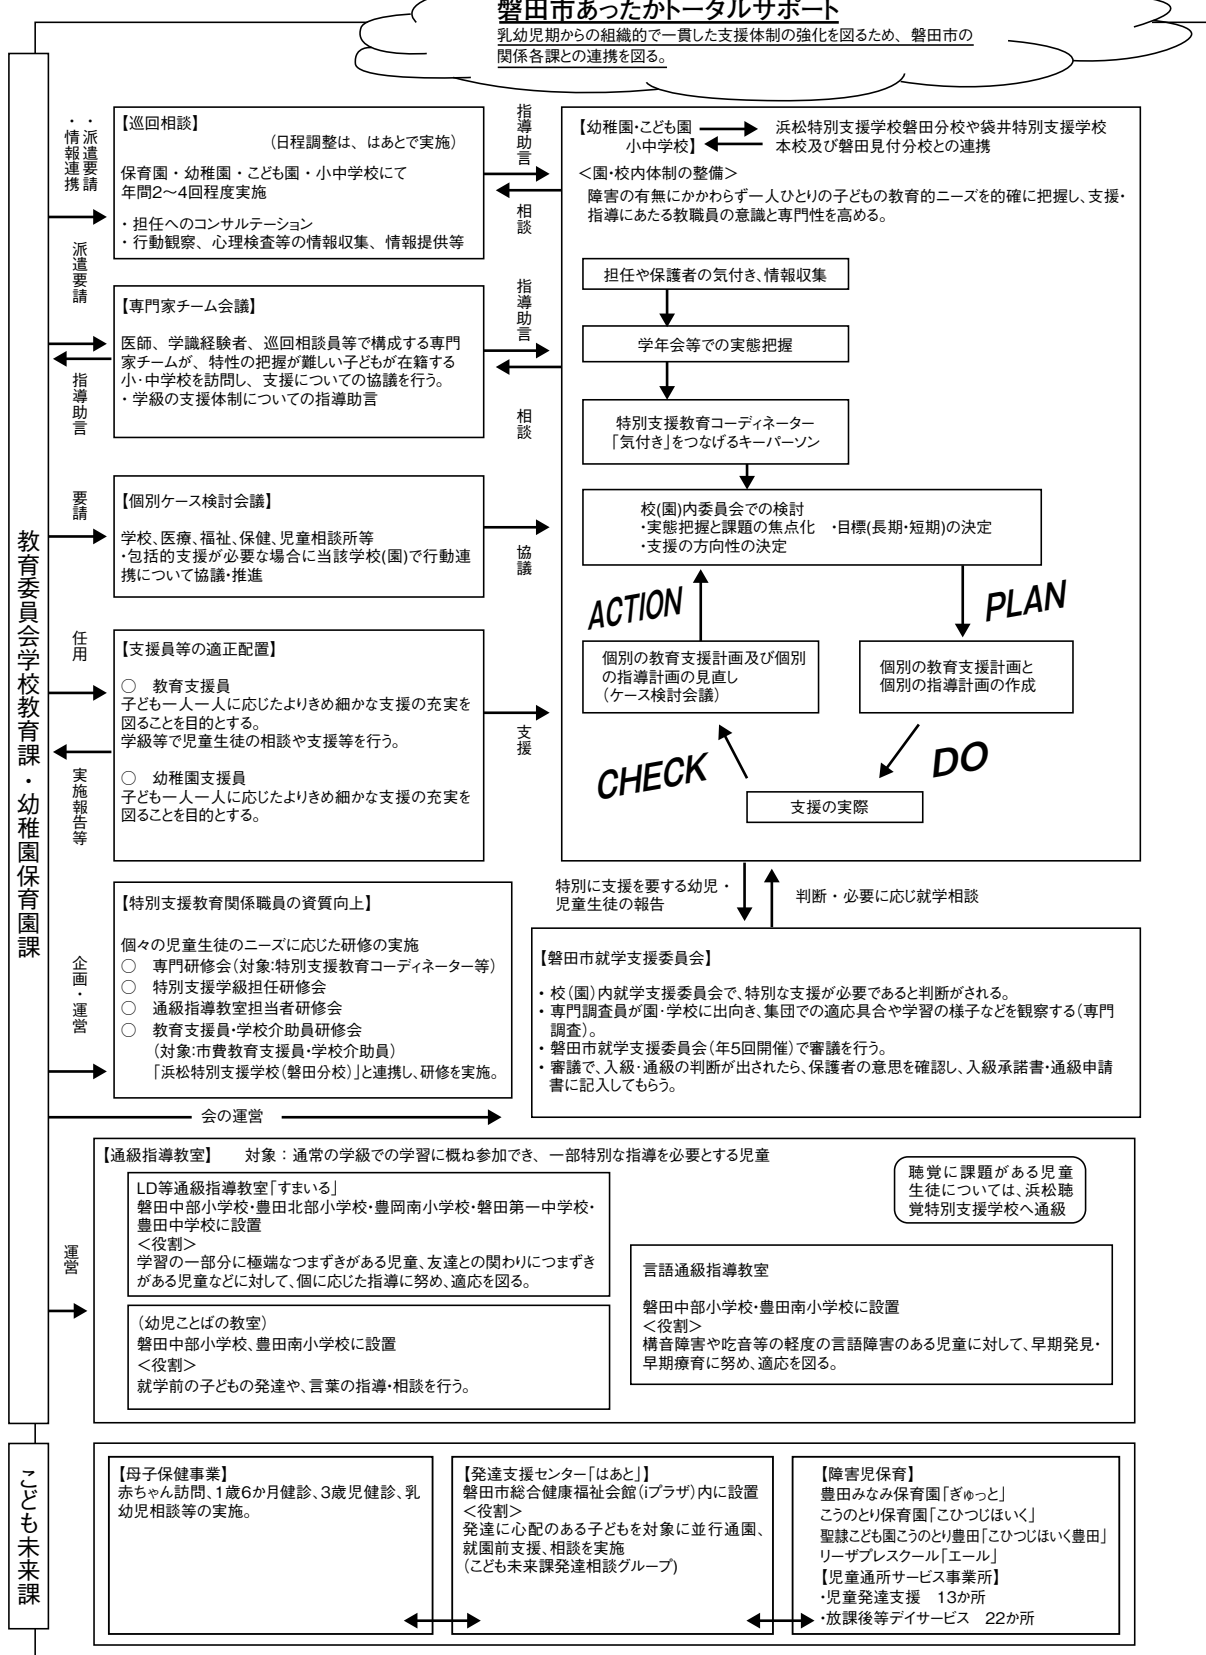 磐田市あったかトータルサポート
乳幼児期からの組織的で一貫した支援体制の強化を図るため、磐田市の
関係各課との連携を図る。
教育委員会学校教育課・幼稚園保育園課
・派遣要請
・情報連携
【巡回相談】
(日程調整は、はあとで実施)
保育園・幼稚園・こども園・小中学校にて
年間2〜4回程度実施
・担任へのコンサルテーション
・行動観察、心理検査等の情報収集、情報提供等
指導助言
相談
派遣要請
指導助言
【専門家チーム会議】
医師、学識経験者、巡回相談員等で構成する専門
家チームが、特性の把握が難しい子どもが在籍する
小・中学校を訪問し、支援についての協議を行う。
・学級の支援体制についての指導助言
指導助言
相談
要請
【個別ケース検討会議】
学校、医療、福祉、保健、児童相談所等
・包括的支援が必要な場合に当該学校(園)で行動連
携について協議・推進
協議
任用
実施報告等
【支援員等の適正配置】
○ 教育支援員
子ども一人一人に応じたよりきめ細かな支援の充実を
図ることを目的とする。
学級等で児童生徒の相談や支援等を行う。
○ 幼稚園支援員
子ども一人一人に応じたよりきめ細かな支援の充実を
図ることを目的とする。
支援
【幼稚園・こども園
小中学校】
浜松特別支援学校磐田分校や袋井特別支援学校
本校及び磐田見付分校との連携
＜園・校内体制の整備＞
障害の有無にかかわらず一人ひとりの子どもの教育的ニーズを的確に把握し、支援・
指導にあたる教職員の意識と専門性を高める。
担任や保護者の気付き、情報収集
学年会等での実態把握
特別支援教育コーディネーター
「気付き」をつなげるキーパーソン
校(園)内委員会での検討
・実態把握と課題の焦点化 ・目標(長期・短期)の決定
・支援の方向性の決定
ACTION
PLAN
個別の教育支援計画及び個別
の指導計画の見直し
(ケース検討会議)
個別の教育支援計画と
個別の指導計画の作成
CHECK
DO
支援の実際
特別に支援を要する幼児・
児童生徒の報告
判断・必要に応じ就学相談
企画・運営
【特別支援教育関係職員の資質向上】
個々の児童生徒のニーズに応じた研修の実施
○ 専門研修会(対象:特別支援教育コーディネーター等)
○ 特別支援学級担任研修会
○ 通級指導教室担当者研修会
○ 教育支援員・学校介助員研修会
(対象:市費教育支援員・学校介助員)
「浜松特別支援学校(磐田分校)」と連携し、研修を実施。
会の運営
【磐田市就学支援委員会】
・校(園)内就学支援委員会で、特別な支援が必要であると判断がされる。
・専門調査員が園・学校に出向き、集団での適応具合や学習の様子などを観察する(専門
調査)。
・磐田市就学支援委員会(年5回開催)で審議を行う。
・審議で、入級・通級の判断が出されたら、保護者の意思を確認し、入級承諾書・通級申請
書に記入してもらう。
運営
【通級指導教室】 対象：通常の学級での学習に概ね参加でき、一部特別な指導を必要とする児童
LD等通級指導教室「すまいる」
磐田中部小学校・豊田北部小学校・豊岡南小学校・磐田第一中学校・
豊田中学校に設置
＜役割＞
学習の一部分に極端なつまずきがある児童、友達との関わりにつまずき
がある児童などに対して、個に応じた指導に努め、適応を図る。
(幼児ことばの教室)
磐田中部小学校、豊田南小学校に設置
＜役割＞
就学前の子どもの発達や、言葉の指導・相談を行う。
聴覚に課題がある児童
生徒については、浜松聴
覚特別支援学校へ通級
言語通級指導教室
磐田中部小学校・豊田南小学校に設置
＜役割＞
構音障害や吃音等の軽度の言語障害のある児童に対して、早期発見・
早期療育に努め、適応を図る。
こども未来課
【母子保健事業】
赤ちゃん訪問、1歳6か月健診、3歳児健診、乳
幼児相談等の実施。
【発達支援センター「はあと」】
磐田市総合健康福祉会館(iプラザ)内に設置
＜役割＞
発達に心配のある子どもを対象に並行通園、
就園前支援、相談を実施
(こども未来課発達相談グループ)
【障害児保育】
豊田みなみ保育園「ぎゅっと」
こうのとり保育園「こひつじほいく」
聖隷こども園こうのとり豊田「こひつじほいく豊田」
リーザプレスクール「エール」
【児童通所サービス事業所】
・児童発達支援 13か所
・放課後等デイサービス 22か所